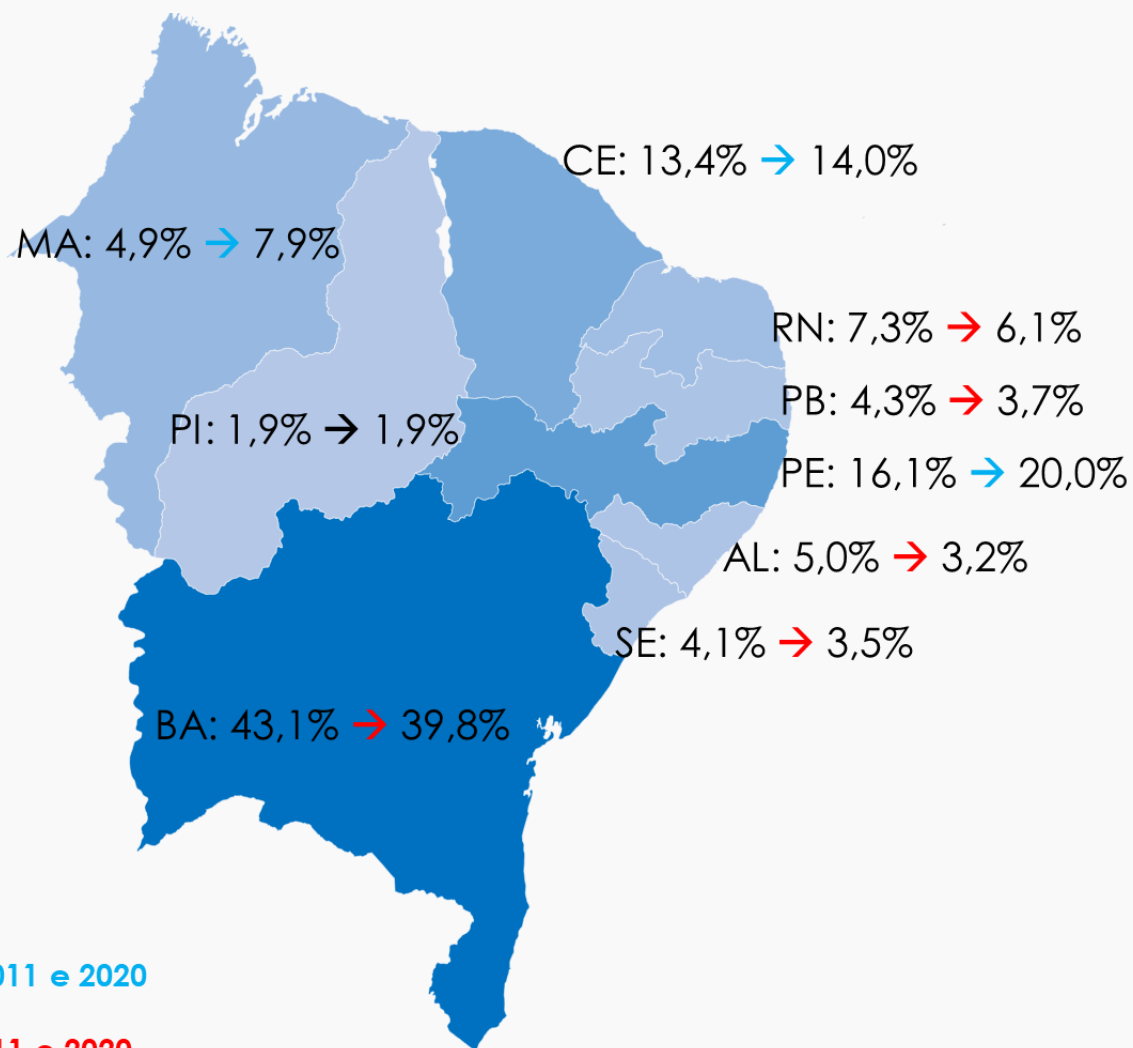 CE: 13,4% → 14,0%
MA: 4,9% → 7,9%
RN: 7,3% → 6,1%
PB: 4,3% → 3,7%
PI: 1,9% → 1,9%
PE: 16,1% → 20,0%
AL: 5,0% → 3,2%
SE: 4,1% → 3,5%
BA: 43,1% → 39,8%
011 e 2020